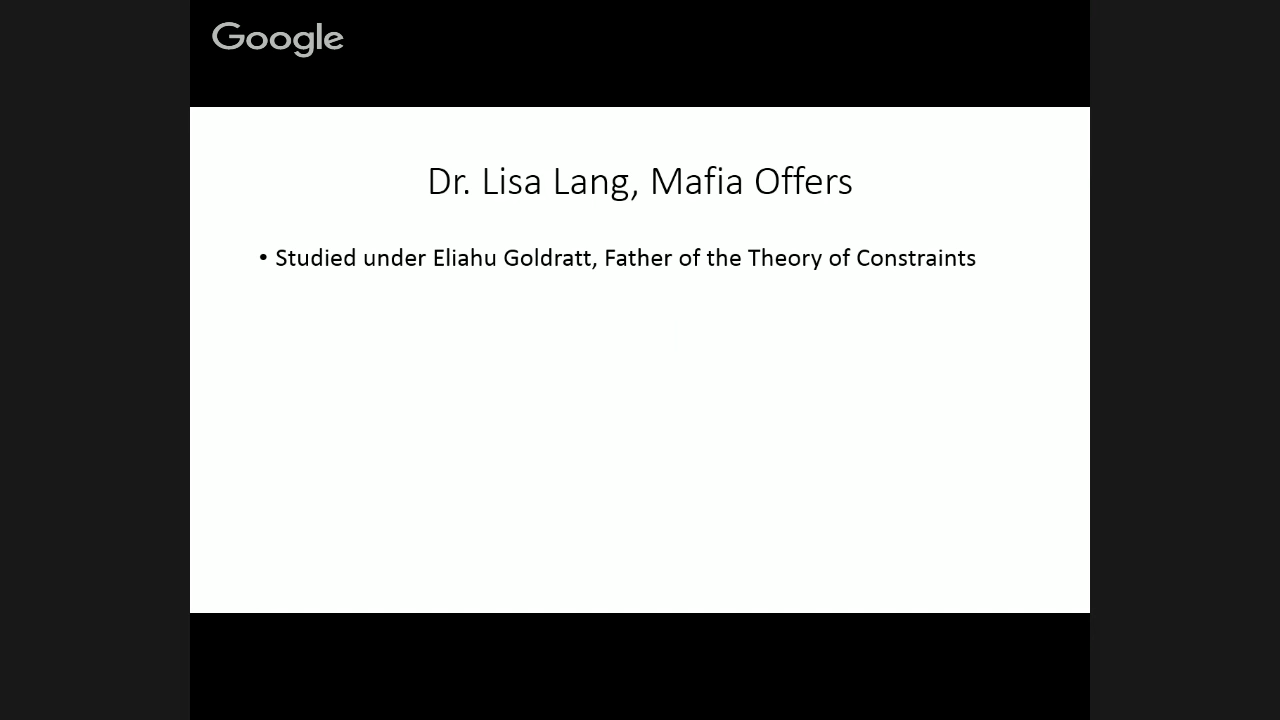 Google
Dr. Lisa Lang, Mafia Offers
• Studied under Eliahu Goldratt, Father of the Theory of Constraints